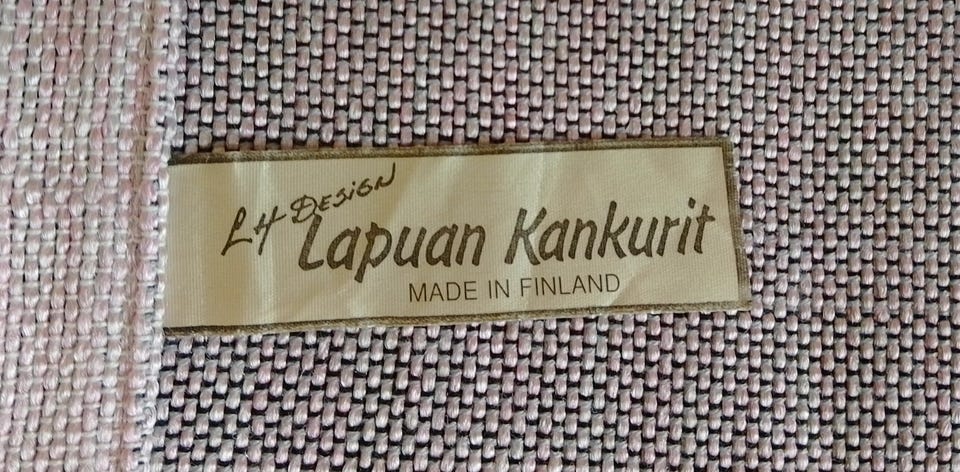 LH DESiGN
Lapuan Kankurit
MADE IN FINLAND